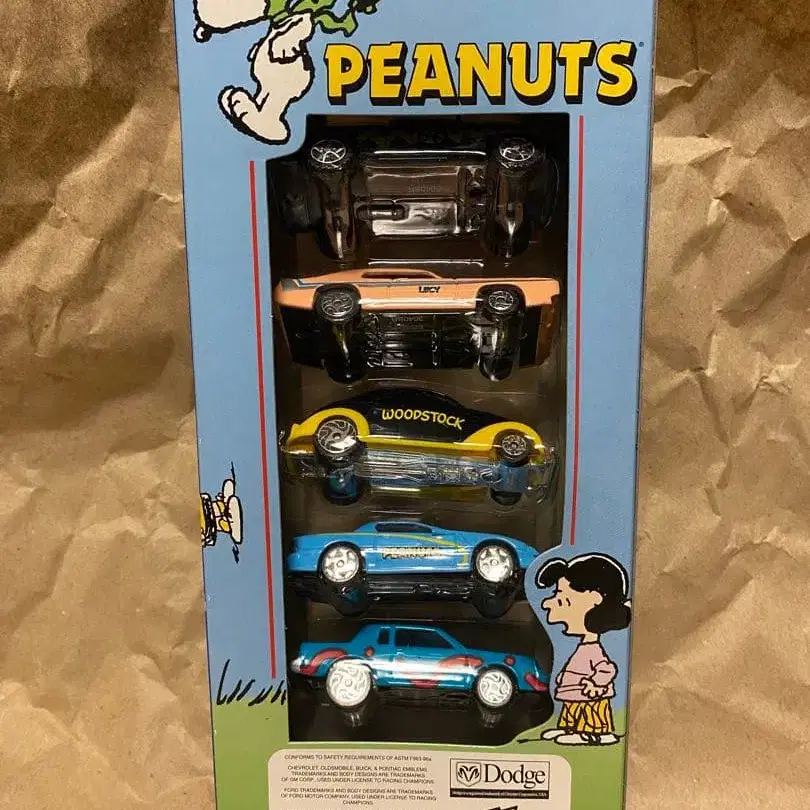 PEANUTS
LUCY
WOODSTOCK
PEANUTS
CONFORMS TO SAFETY REQUIREMENTS OF ASTM F963-96a
CHEVROLET, OLDSMOBILE, BUICK, & PONTIAC EMBLEMS,
TRADEMARKS AND BODY DESIGNS ARE TRADEMARKS
OF GM CORP., USED UNDER LICENSE TO RACING CHAMPIONS.
FORD TRADEMARKS AND BODY DESIGNS ARE TRADEMARKS
OF FORD MOTOR COMPANY, USED UNDER LICENSE TO RACING
CHAMPIONS.
Dodge